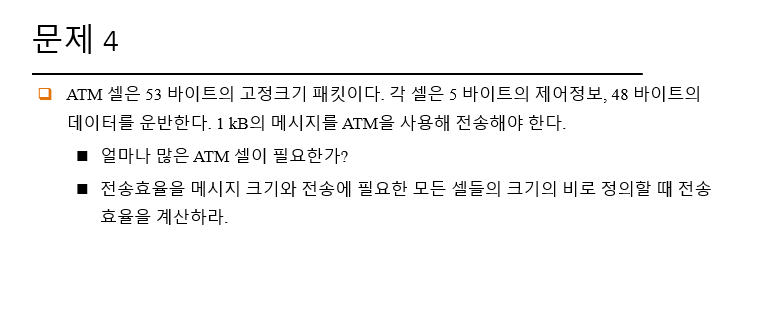 문제 4
ATM 셀은 53 바이트의 고정크기 패킷이다. 각 셀은 5 바이트의 제어정보, 48 바이트의
데이터를 운반한다. 1 kB의 메시지를 ATM을 사용해 전송해야 한다.
얼마나 많은 ATM 셀이 필요한가?
전송효율을 메시지 크기와 전송에 필요한 모든 셀들의 크기의 비로 정의할 때 전송
효율을 계산하라.